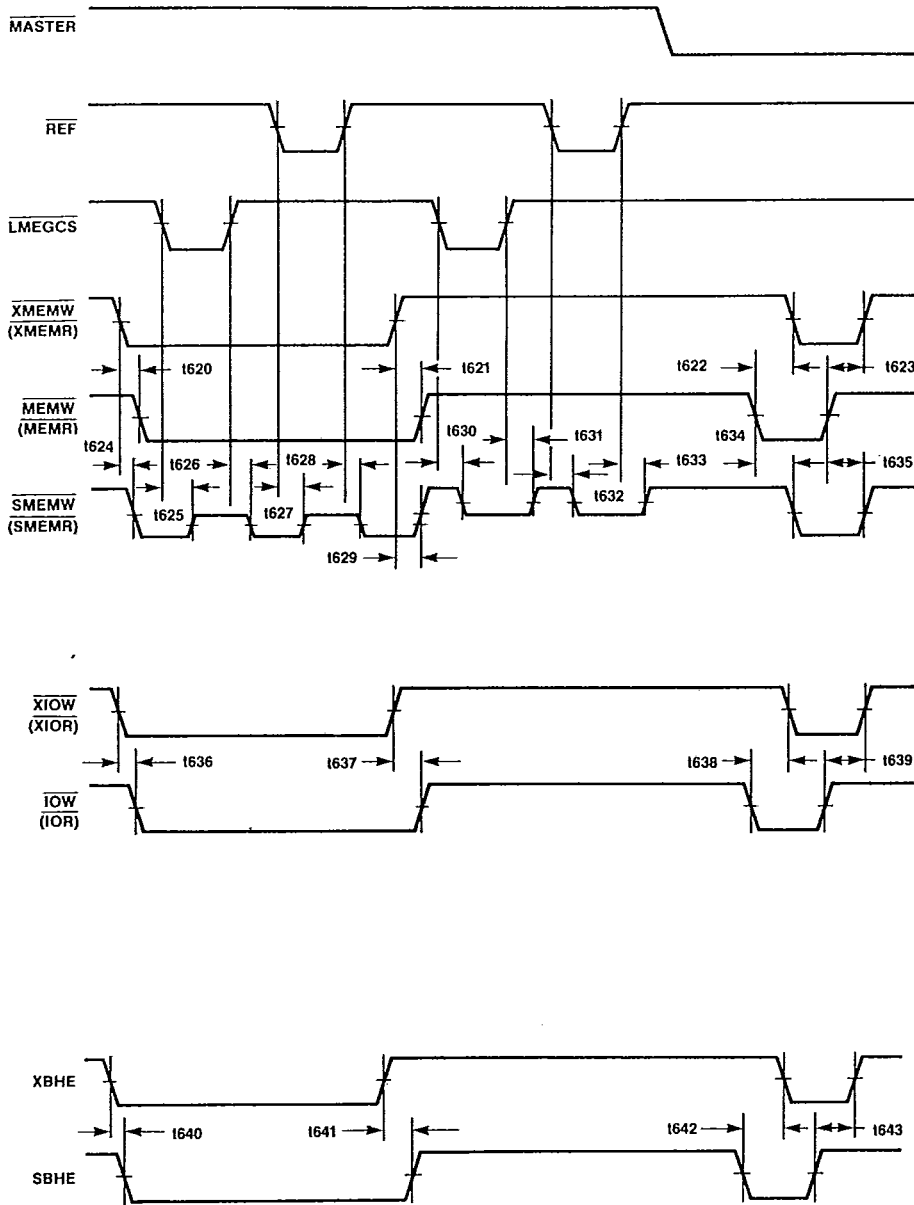 MASTER
REF
LMEGCS
XMEMW
(XMEMR)
t620 t621 t622 t623
MEMW
(MEMR)
t624 t626 t628 t630 t631 t634 t633 t635
SMEMW
(SMEMR)
t625 t627 t632
t629
XIOW
(XIOR)
t636 t637 t638 t639
IOW
(IOR)
XBHE
t640 t641 t642 t643
SBHE